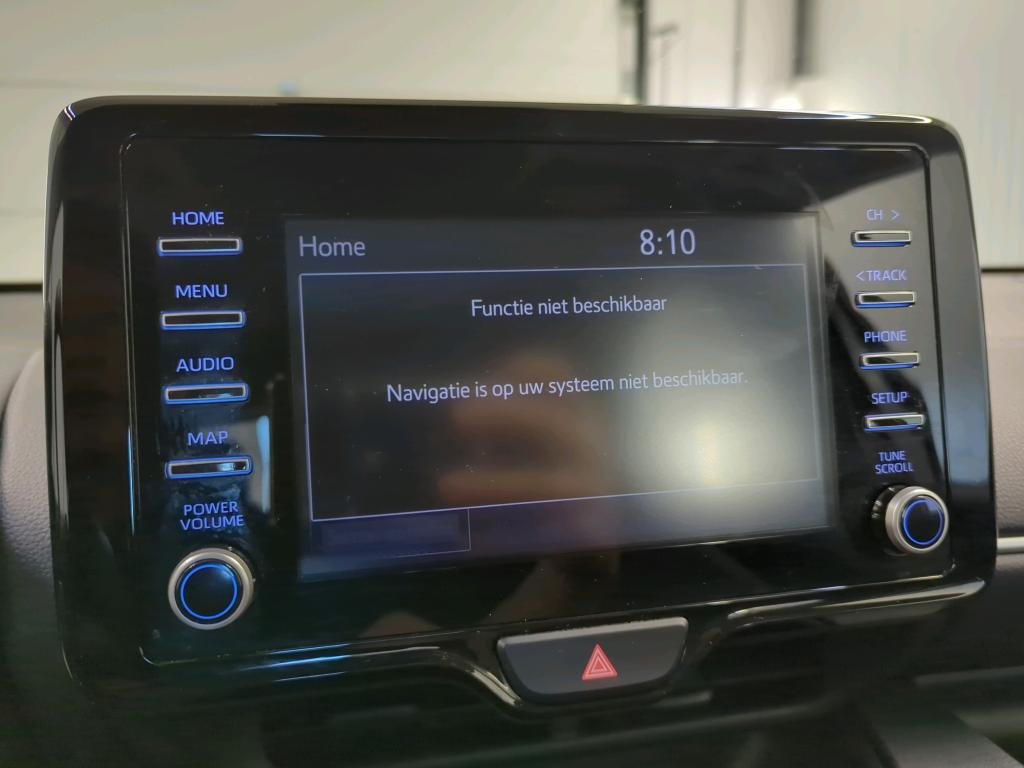 HOME
MENU
AUDIO
MAP
POWER
VOLUME
Home 8:10
Functie niet beschikbaar
Navigatie is op uw systeem niet beschikbaar.
CH >
<TRACK
PHONE
SETUP
TUNE
SCROLL